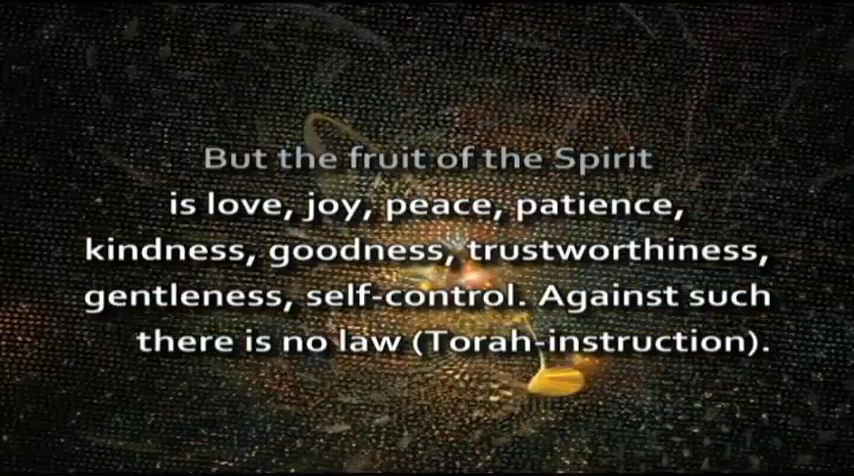 But the fruit of the Spirit
is love, joy, peace, patience,
kindness, goodness, trustworthiness,
gentleness, self-control. Against such
there is no law (Torah-instruction).